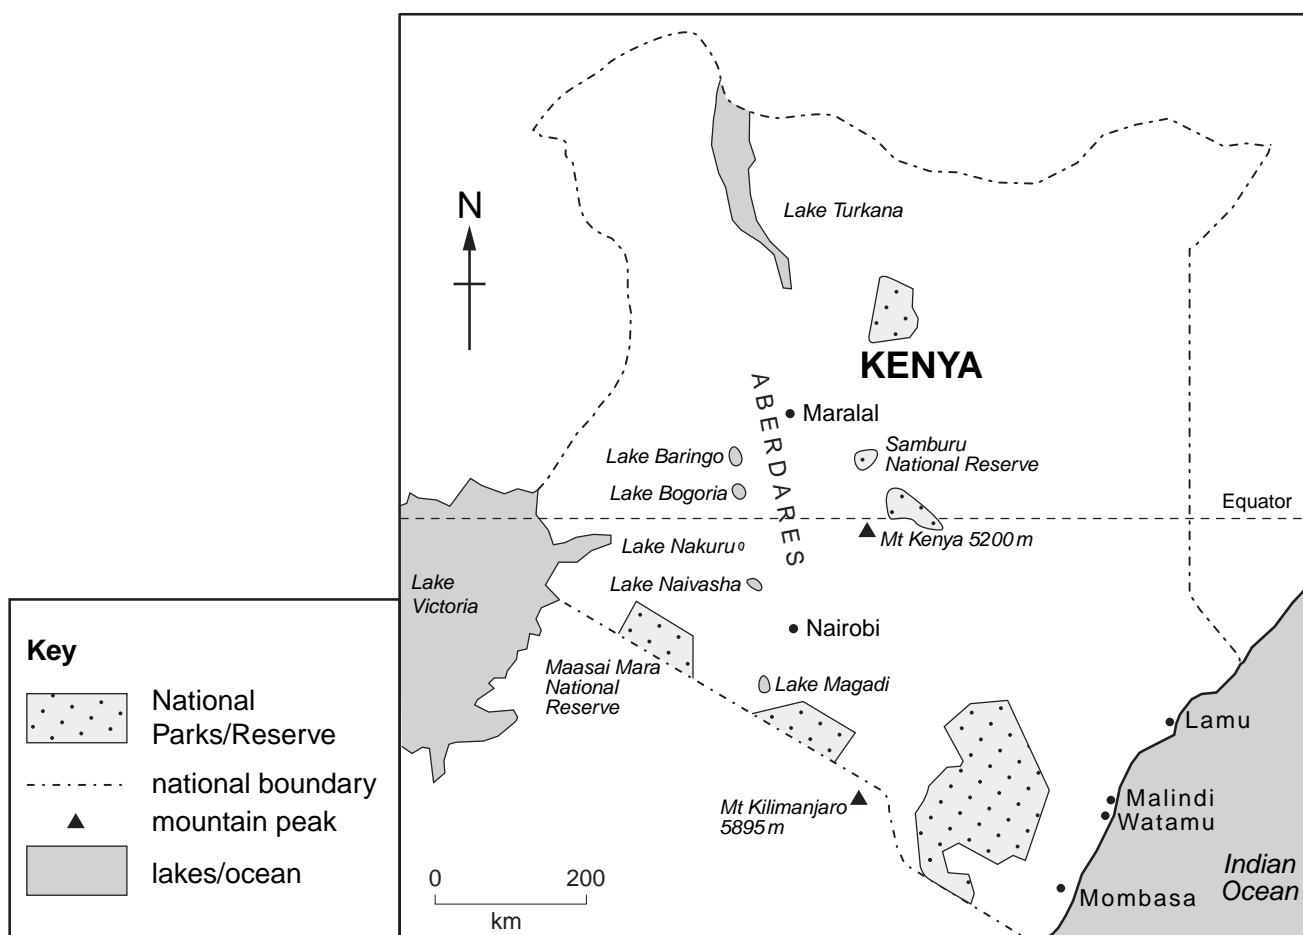 N
Lake Turkana
KENYA
ABERDARES
Maralal
Lake Baringo
Samburu
National Reserve
Lake Bogoria
Equator
Mt Kenya 5200 m
Lake Nakuru
Lake Naivasha
Lake
Victoria
Nairobi
Maasai Mara
National
Reserve
Lake Magadi
Lamu
Mt Kilimanjaro
5895 m
Malindi
Watamu
Indian
Ocean
Mombasa
0 200
km
Key
National
Parks/Reserve
national boundary
mountain peak
lakes/ocean